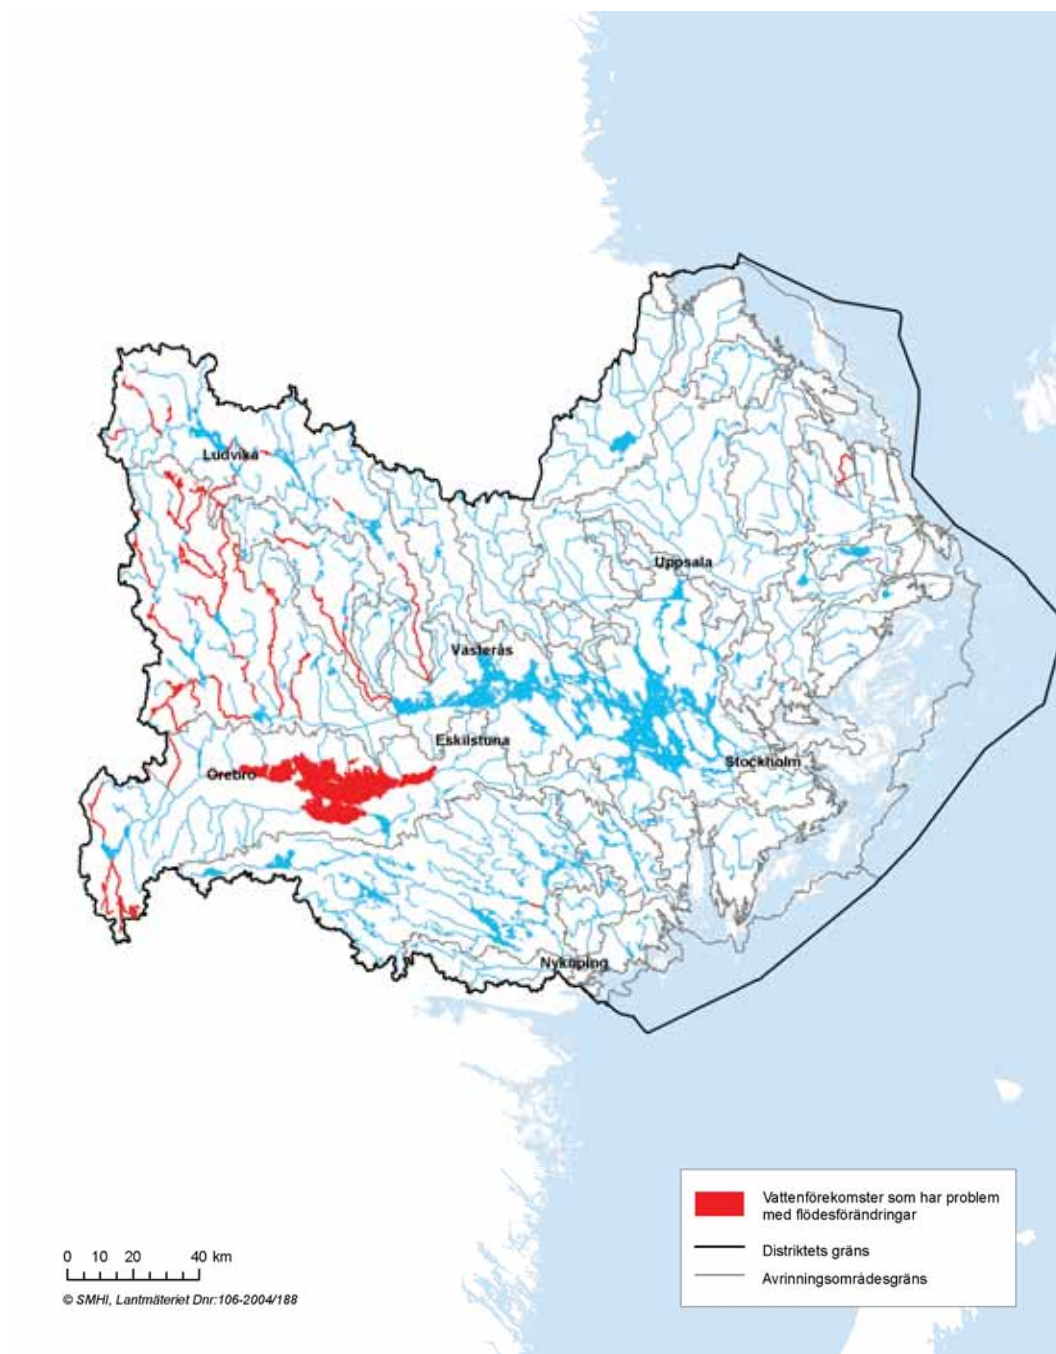 Ludvika
Uppsala
Västerås
Eskilstuna
Örebro
Stockholm
Nyköping
Vattenförekomster som har problem
med flödesförändringar
Distriktets gräns
Avrinningsområdesgräns
0 10 20 40 km
© SMHI, Lantmäteriet Dnr:106-2004/188